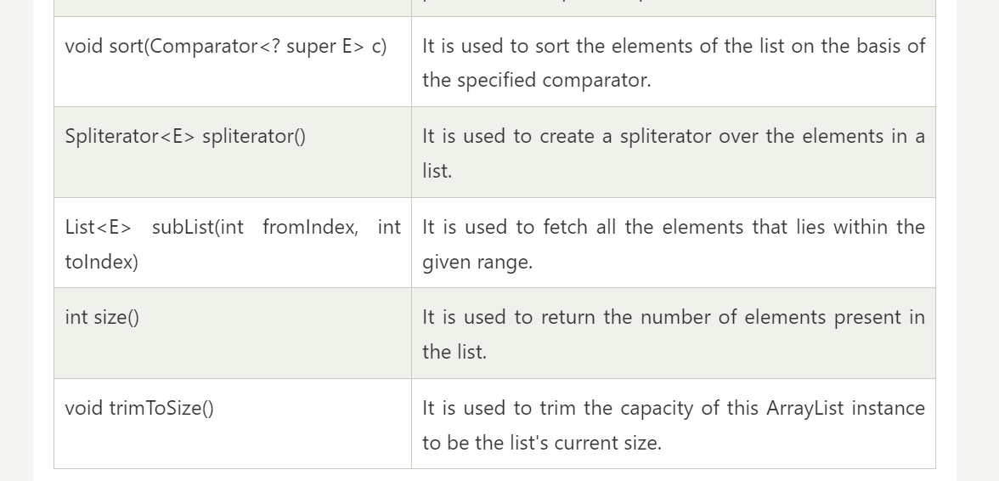 void sort(Comparator<? super E> c)
It is used to sort the elements of the list on the basis of
the specified comparator.
Spliterator<E> spliterator()
It is used to create a spliterator over the elements in a
list.
List<E> subList(int fromIndex, int
toIndex)
It is used to fetch all the elements that lies within the
given range.
int size()
It is used to return the number of elements present in
the list.
void trimToSize()
It is used to trim the capacity of this ArrayList instance
to be the list's current size.